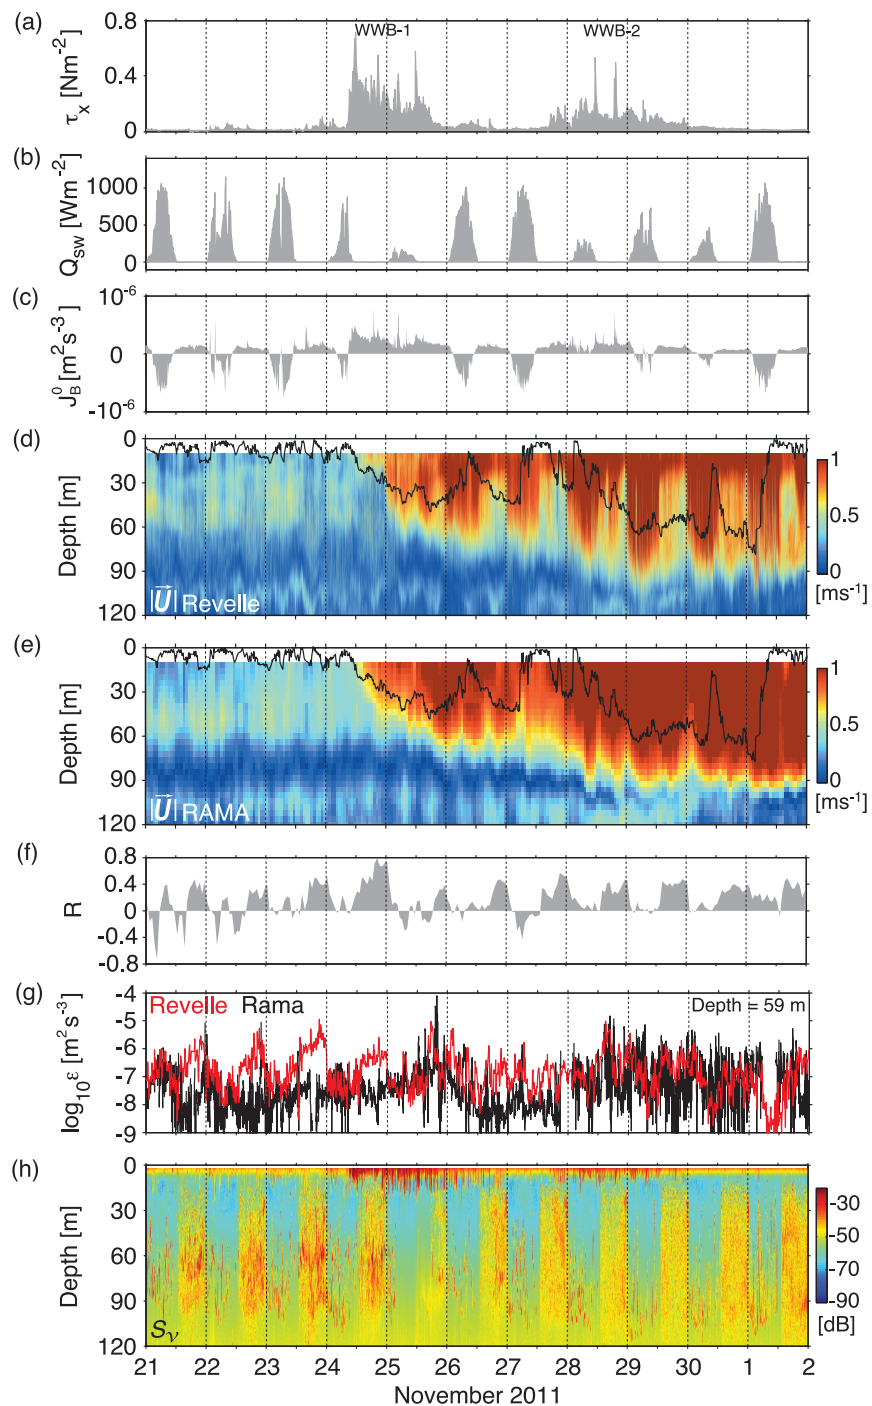 (a)
τx [Nm-2]
0.8
0.4
0
WWB-1
WWB-2
(b)
QSW [Wm-2]
1000
500
0
(c)
JB0 [m2s-3]
10-6
0
-10-6
(d)
Depth [m]
0
30
60
90
120
|U| Revelle
1
0.5
0
[ms-1]
(e)
Depth [m]
0
30
60
90
120
|U| RAMA
1
0.5
0
[ms-1]
(f)
R
0.8
0.4
0
-0.4
-0.8
(g)
log10ε [m2 s-3]
-4
-5
-6
-7
-8
-9
Revelle Rama
Depth = 59 m
(h)
Depth [m]
0
30
60
90
120
Sν
-30
-50
-70
-90
[dB]
21 22 23 24 25 26 27 28 29 30 1 2
November 2011